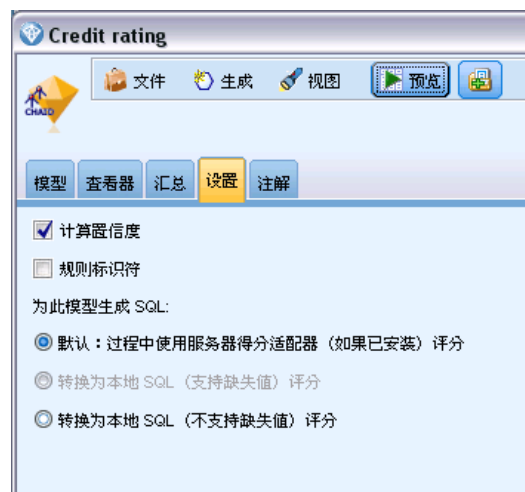 Credit rating
CHAID
文件 生成 视图 预览
模型 查看器 汇总 设置 注解
计算置信度
规则标识符
为此模型生成 SQL:
默认：过程中使用服务器得分适配器（如果已安装）评分
转换为本地 SQL（支持缺失值）评分
转换为本地 SQL（不支持缺失值）评分